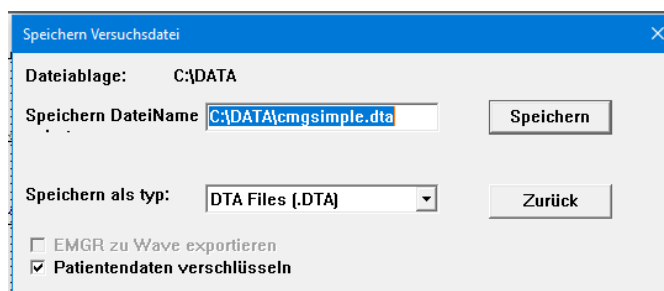 Speichern Versuchsdatei
Dateiablage: C:\DATA
Speichern DateiName C:\DATA\cmgsimple.dta Speichern
Speichern als typ: DTA Files (.DTA) Zurück
EMGR zu Wave exportieren
Patientendaten verschlüsseln